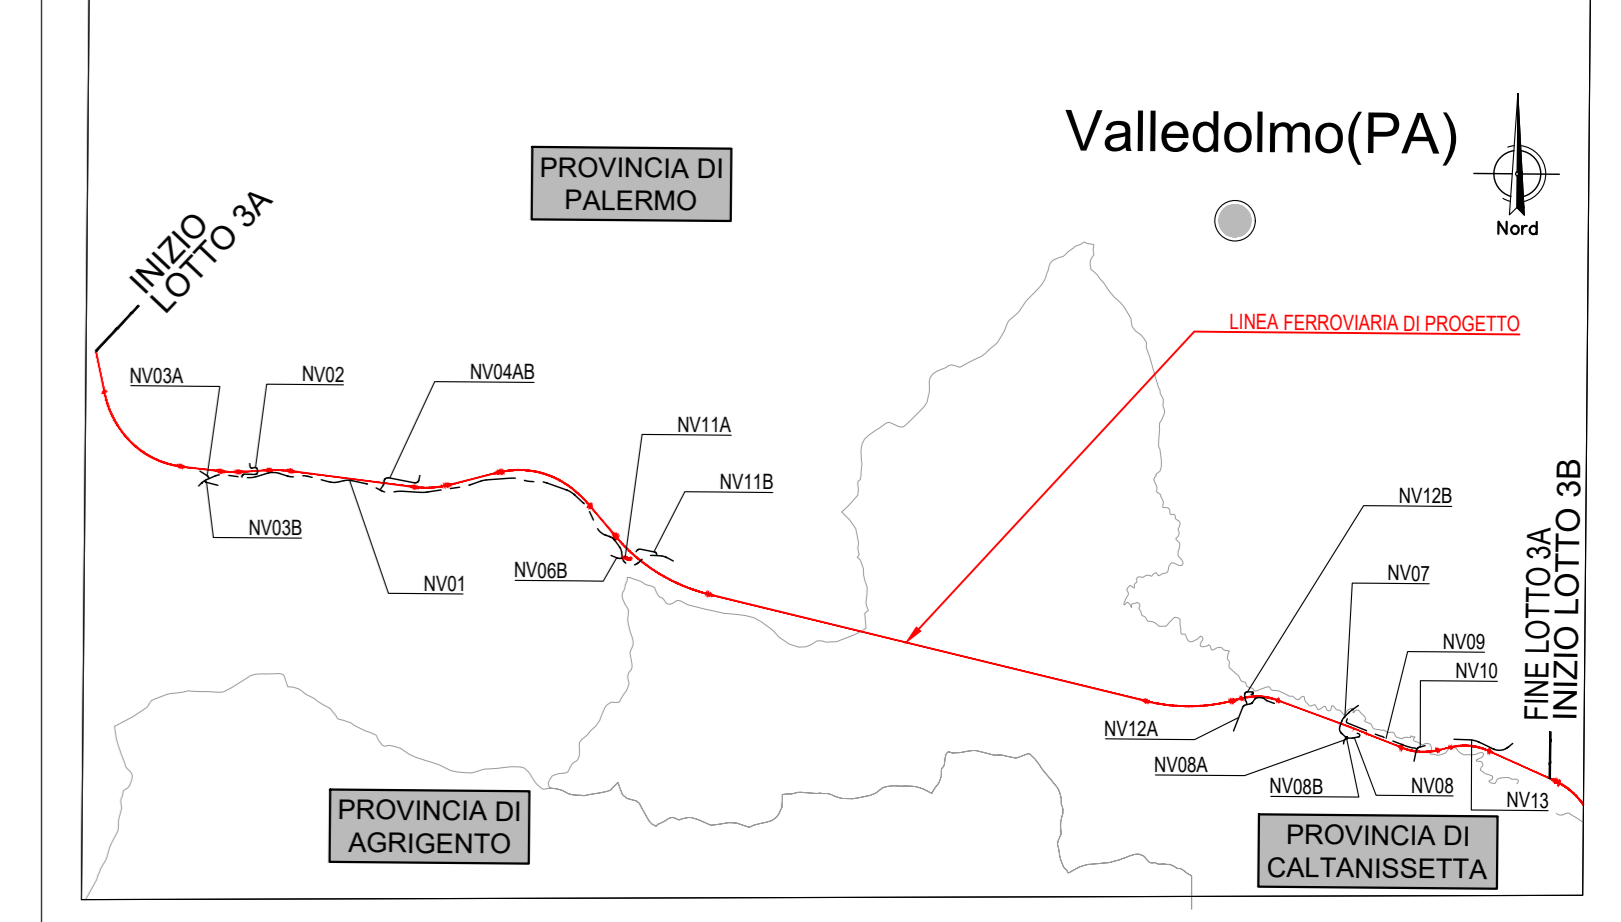 Valledolmo(PA)
Nord
PROVINCIA DI
PALERMO
INIZIO
LOTTO 3A
LINEA FERROVIARIA DI PROGETTO
NV03A
NV02
NV04AB
NV11A
NV11B
NV03B
NV01
NV06B
NV12B
NV07
NV09
NV10
NV12A
NV08A
NV08B
NV08
NV13
FINE LOTTO 3A
INIZIO LOTTO 3B
PROVINCIA DI
AGRIGENTO
PROVINCIA DI
CALTANISSETTA